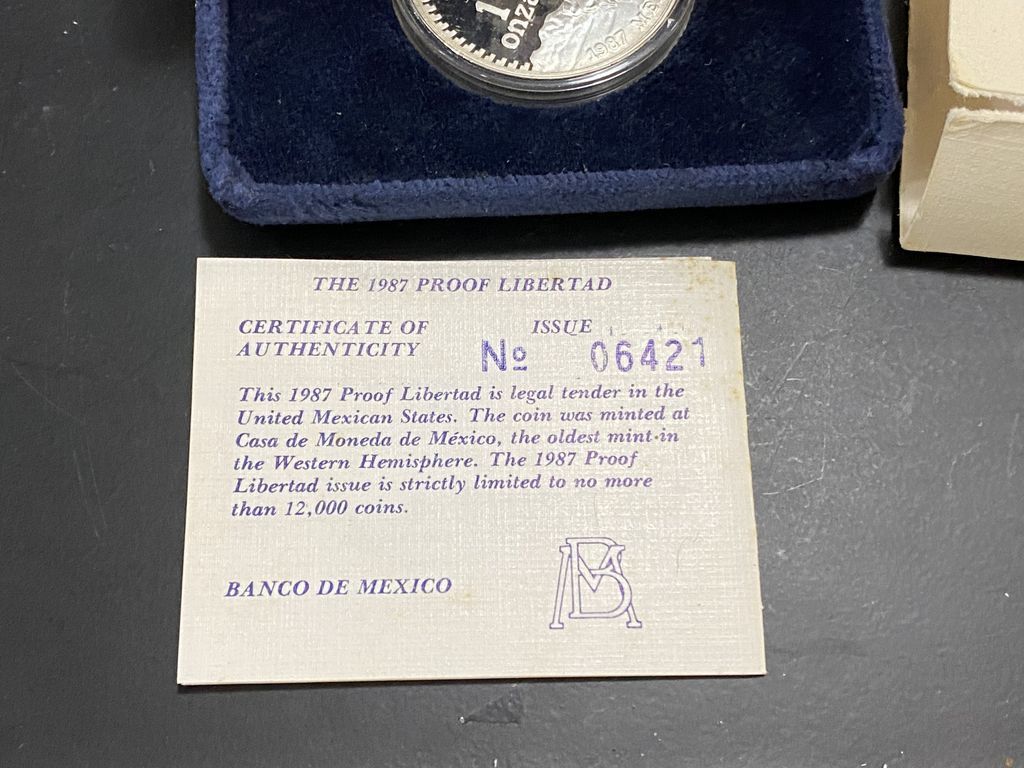 1
onza
1987
THE 1987 PROOF LIBERTAD
CERTIFICATE OF
AUTHENTICITY
ISSUE
Nº 06421
This 1987 Proof Libertad is legal tender in the
United Mexican States. The coin was minted at
Casa de Moneda de México, the oldest mint in
the Western Hemisphere. The 1987 Proof
Libertad issue is strictly limited to no more
than 12,000 coins.
BANCO DE MEXICO